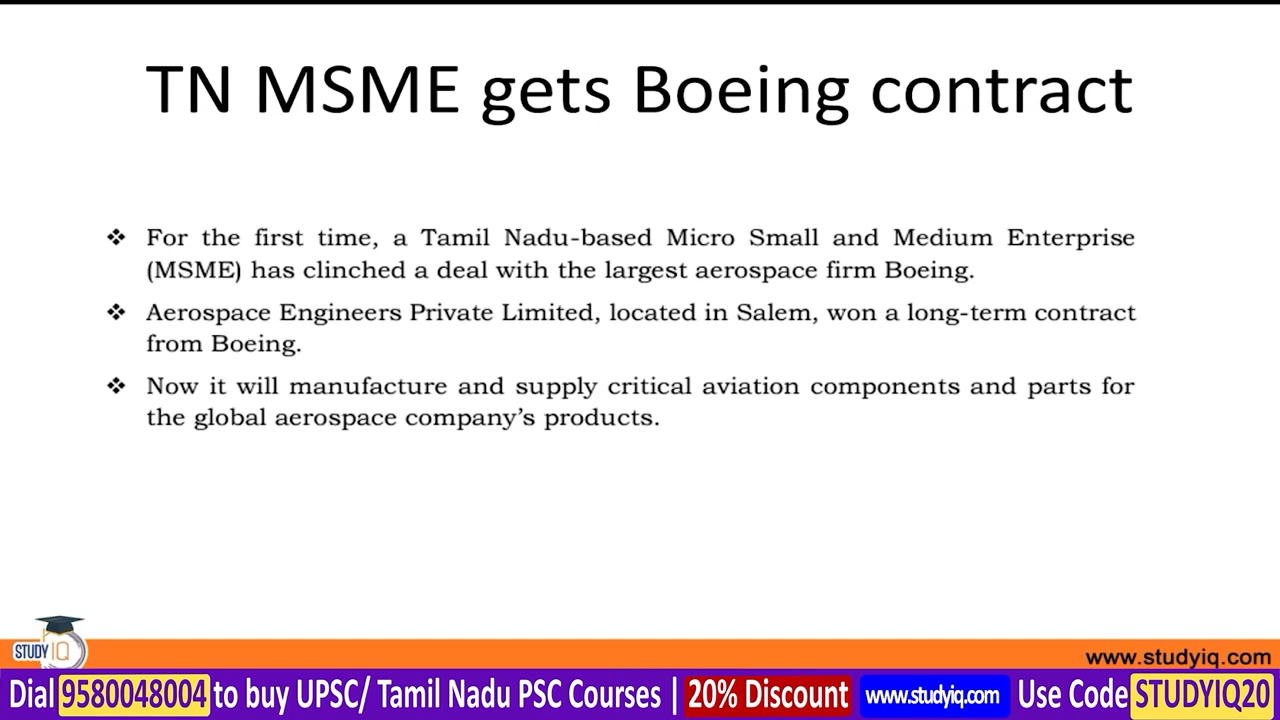 TN MSME gets Boeing contract
❖ For the first time, a Tamil Nadu-based Micro Small and Medium Enterprise
(MSME) has clinched a deal with the largest aerospace firm Boeing.
❖ Aerospace Engineers Private Limited, located in Salem, won a long-term contract
from Boeing.
❖ Now it will manufacture and supply critical aviation components and parts for
the global aerospace company's products.
STUDY IQ
www.studyiq.com
Dial 9580048004 to buy UPSC/ Tamil Nadu PSC Courses | 20% Discount www.studyiq.com Use Code STUDYIQ20